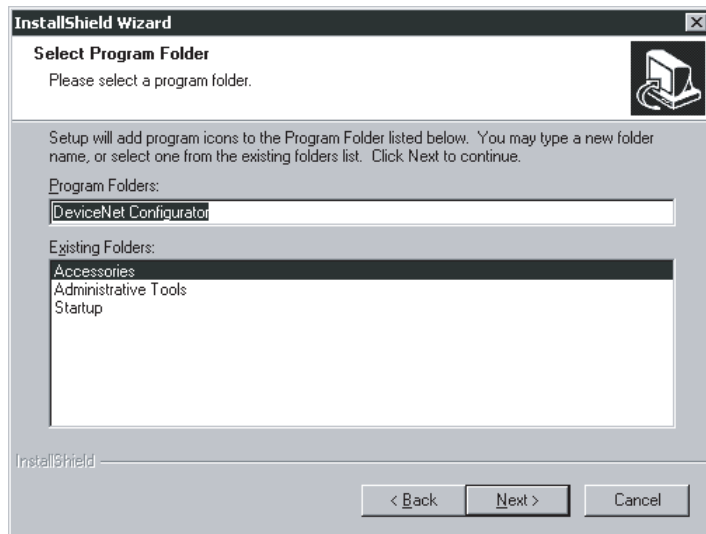 InstallShield Wizard
Select Program Folder
Please select a program folder.
Setup will add program icons to the Program Folder listed below. You may type a new folder
name, or select one from the existing folders list. Click Next to continue.
Program Folders:
DeviceNet Configurator
Existing Folders:
Accessories
Administrative Tools
Startup
InstallShield
< Back
Next >
Cancel